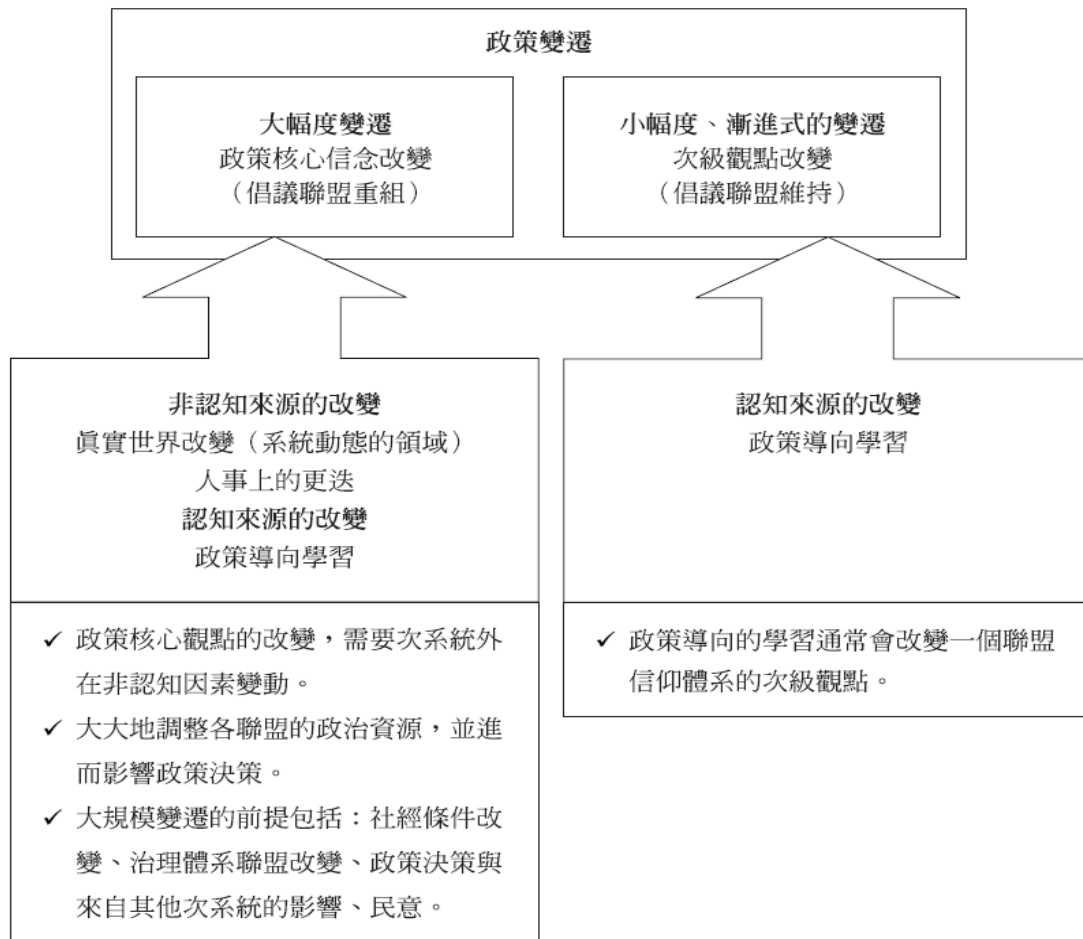 政策變遷
大幅度變遷
政策核心信念改變
（倡議聯盟重組）
小幅度、漸進式的變遷
次級觀點改變
（倡議聯盟維持）
非認知來源的改變
眞實世界改變（系統動態的領域）
人事上的更迭
認知來源的改變
政策導向學習
✓ 政策核心觀點的改變，需要次系統外
在非認知因素變動。
✓ 大大地調整各聯盟的政治資源，並進
而影響政策決策。
✓ 大規模變遷的前提包括：社經條件改
變、治理體系聯盟改變、政策決策與
來自其他次系統的影響、民意。
認知來源的改變
政策導向學習
✓ 政策導向的學習通常會改變一個聯盟
信仰體系的次級觀點。